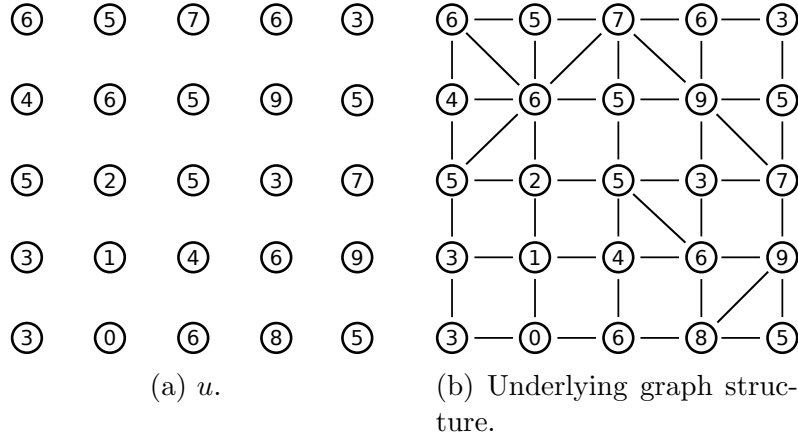 6 5 7 6 3 6 5 7 6 3
4 6 5 9 5 4 6 5 9 5
5 2 5 3 7 5 2 5 3 7
3 1 4 6 9 3 1 4 6 9
3 0 6 8 5 3 0 6 8 5
(a) u.
(b) Underlying graph struc-
ture.